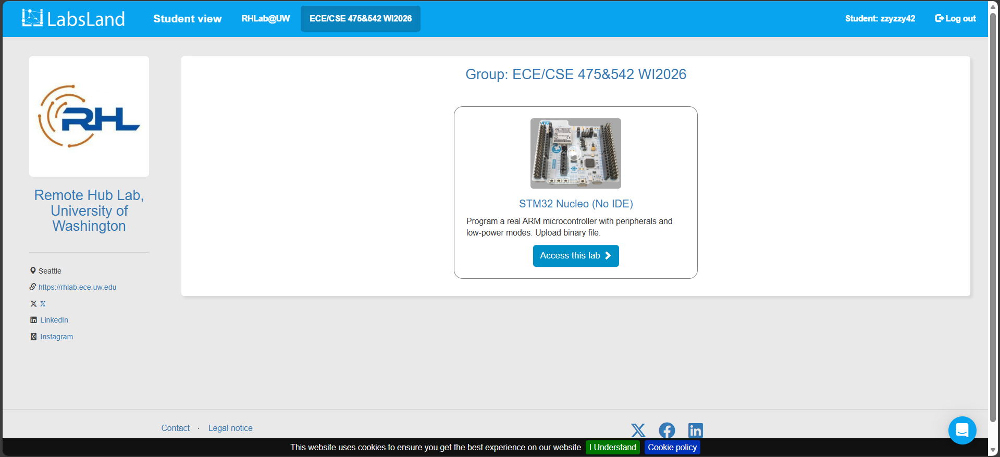 LabsLand
Student view
RHLab@UW
ECE/CSE 475&542 WI2026
Student: zzyzzy42
Log out
RHL
Remote Hub Lab,
University of
Washington
Seattle
https://rhlab.ece.uw.edu
X
LinkedIn
Instagram
Group: ECE/CSE 475&542 WI2026
STM32 Nucleo (No IDE)
Program a real ARM microcontroller with peripherals and
low-power modes. Upload binary file.
Access this lab
Contact · Legal notice
This website uses cookies to ensure you get the best experience on our website I Understand Cookie policy